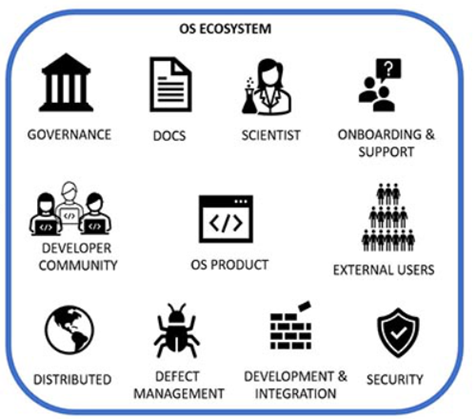 OS ECOSYSTEM
GOVERNANCE
DOCS
SCIENTIST
ONBOARDING &
SUPPORT
?
</>
</>
</>
</>
DEVELOPER
COMMUNITY
OS PRODUCT
EXTERNAL USERS
DISTRIBUTED
DEFECT
MANAGEMENT
DEVELOPMENT &
INTEGRATION
SECURITY